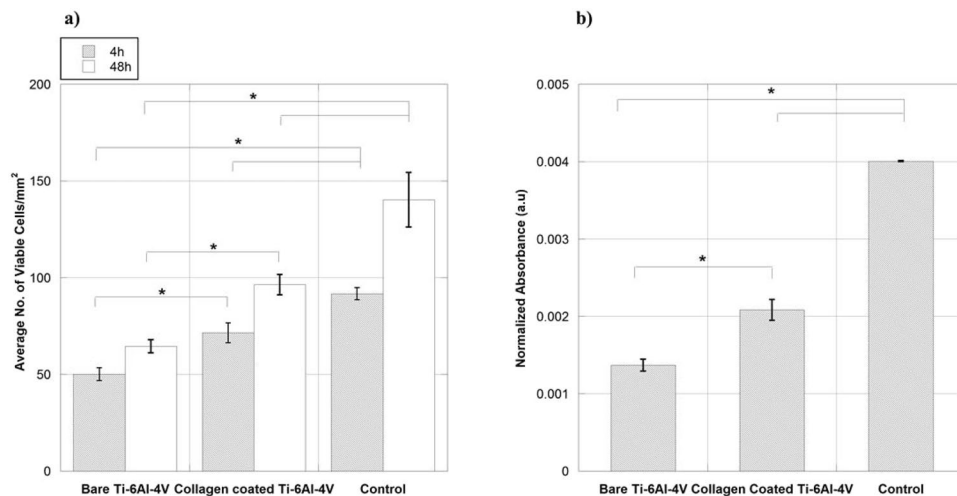 a)
4h
48h
200
150
100
50
0
Average No. of Viable Cells/mm²
*
*
*
*
Bare Ti-6Al-4V Collagen coated Ti-6Al-4V Control
b)
0.005
0.004
0.003
0.002
0.001
0
Normalized Absorbance (a.u)
*
*
Bare Ti-6Al-4V Collagen Coated Ti-6Al-4V Control